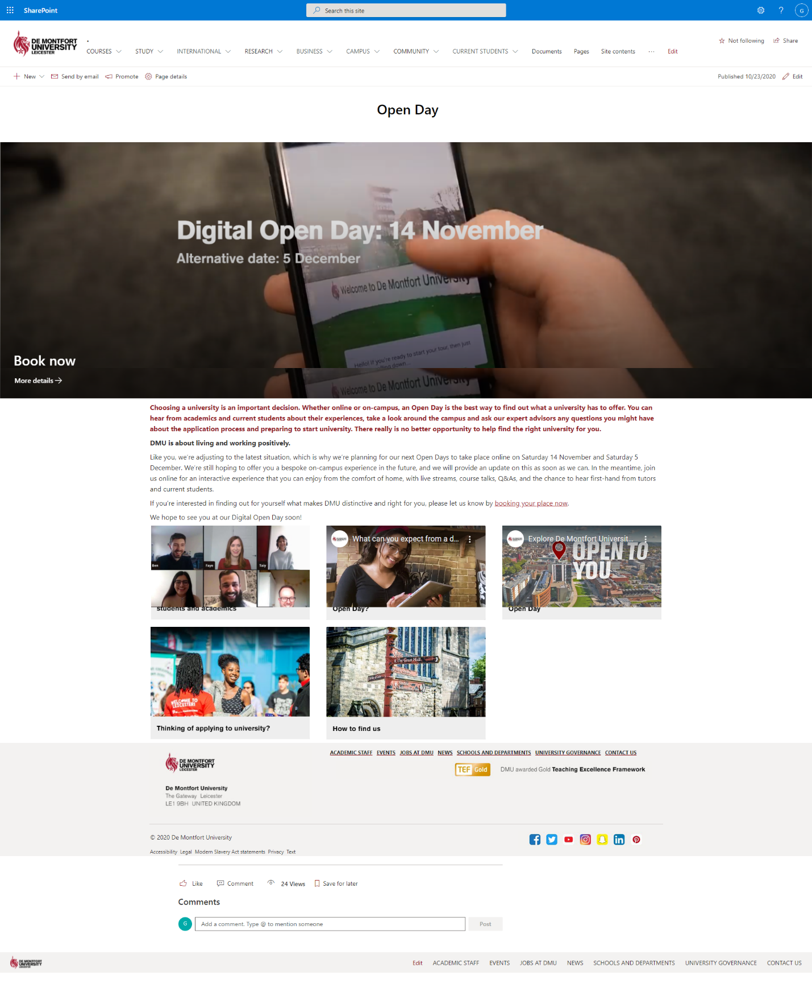 SharePoint
Search this site
?
G
DE MONTFORT
UNIVERSITY
LEICESTER
.
COURSES STUDY INTERNATIONAL RESEARCH BUSINESS CAMPUS COMMUNITY CURRENT STUDENTS Documents Pages Site contents ... Edit
Not following Share
New Send by email Promote Page details
Published 10/23/2020 Edit
Open Day
Digital Open Day: 14 November
Alternative date: 5 December
Welcome to De Montfort University
Hello! If you're ready to start your tour, then just
Welcome to De Montfort University
Book now
More details
Choosing a university is an important decision. Whether online or on-campus, an Open Day is the best way to find out what a university has to offer. You can
hear from academics and current students about their experiences, take a look around the campus and ask our expert advisors any questions you might have
about the application process and preparing to start university. There really is no better opportunity to help find the right university for you.
DMU is about living and working positively.
Like you, we're adjusting to the latest situation, which is why we're planning for our next Open Days to take place online on Saturday 14 November and Saturday 5
December. We're still hoping to offer you a bespoke on-campus experience in the future, and we will provide an update on this as soon as we can. In the meantime, join
us online for an interactive experience that you can enjoy from the comfort of home, with live streams, course talks, Q&As, and the chance to hear first-hand from tutors
and current students.
If you're interested in finding out for yourself what makes DMU distinctive and right for you, please let us know by booking your place now.
We hope to see you at our Digital Open Day soon!
Ben Faye Taiy
students and academics
What can you expect from a d...
Open Day?
Explore De Montfort Universit...
OPEN TO
YOU
Open Day
WELCOME TO
LEICESTER!
Thinking of applying to university?
The Great Hall
How to find us
DE MONTFORT
UNIVERSITY
LEICESTER
ACADEMIC STAFF EVENTS JOBS AT DMU NEWS SCHOOLS AND DEPARTMENTS UNIVERSITY GOVERNANCE CONTACT US
TEF Gold DMU awarded Gold Teaching Excellence Framework
De Montfort University
The Gateway Leicester
LE1 9BH UNITED KINGDOM
© 2020 De Montfort University
Accessibility Legal Modern Slavery Act statements Privacy Text
Like Comment 24 Views Save for later
Comments
G
Add a comment. Type @ to mention someone
Post
DE MONTFORT
UNIVERSITY
LEICESTER
Edit ACADEMIC STAFF EVENTS JOBS AT DMU NEWS SCHOOLS AND DEPARTMENTS UNIVERSITY GOVERNANCE CONTACT US